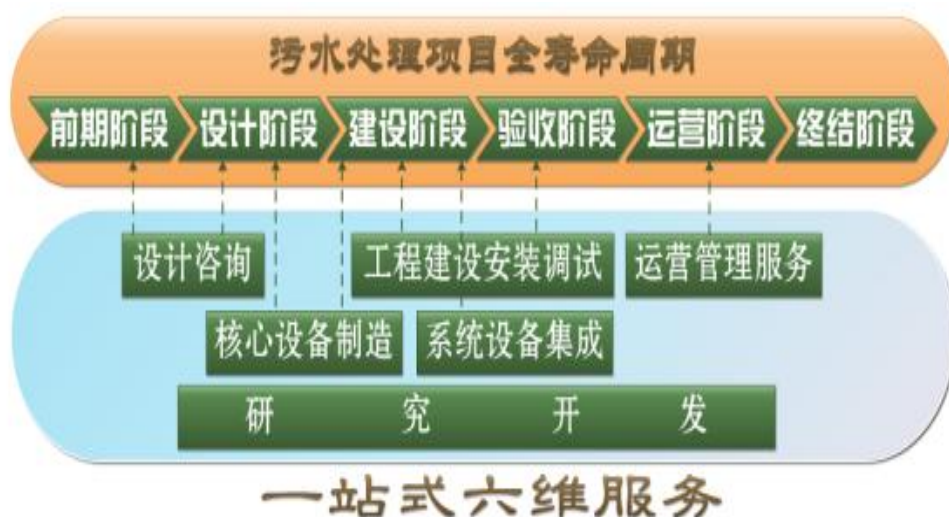 污水处理项目全寿命周期
前期阶段 设计阶段 建设阶段 验收阶段 运营阶段 终结阶段
设计咨询 工程建设安装调试 运营管理服务
核心设备制造 系统设备集成
研究开发
一站式六维服务